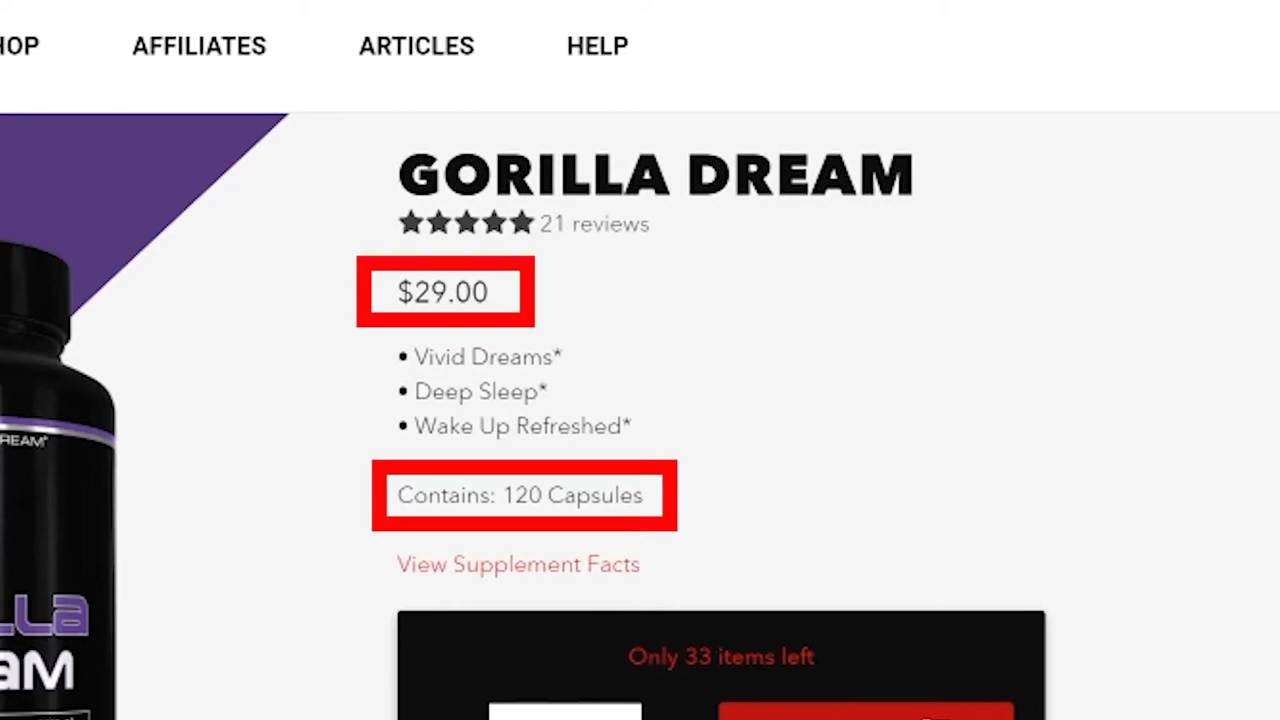 AFFILIATES
ARTICLES
HELP
GORILLA DREAM
21 reviews
$29.00
• Vivid Dreams*
• Deep Sleep*
• Wake Up Refreshed*
Contains: 120 Capsules
View Supplement Facts
Only 33 items left